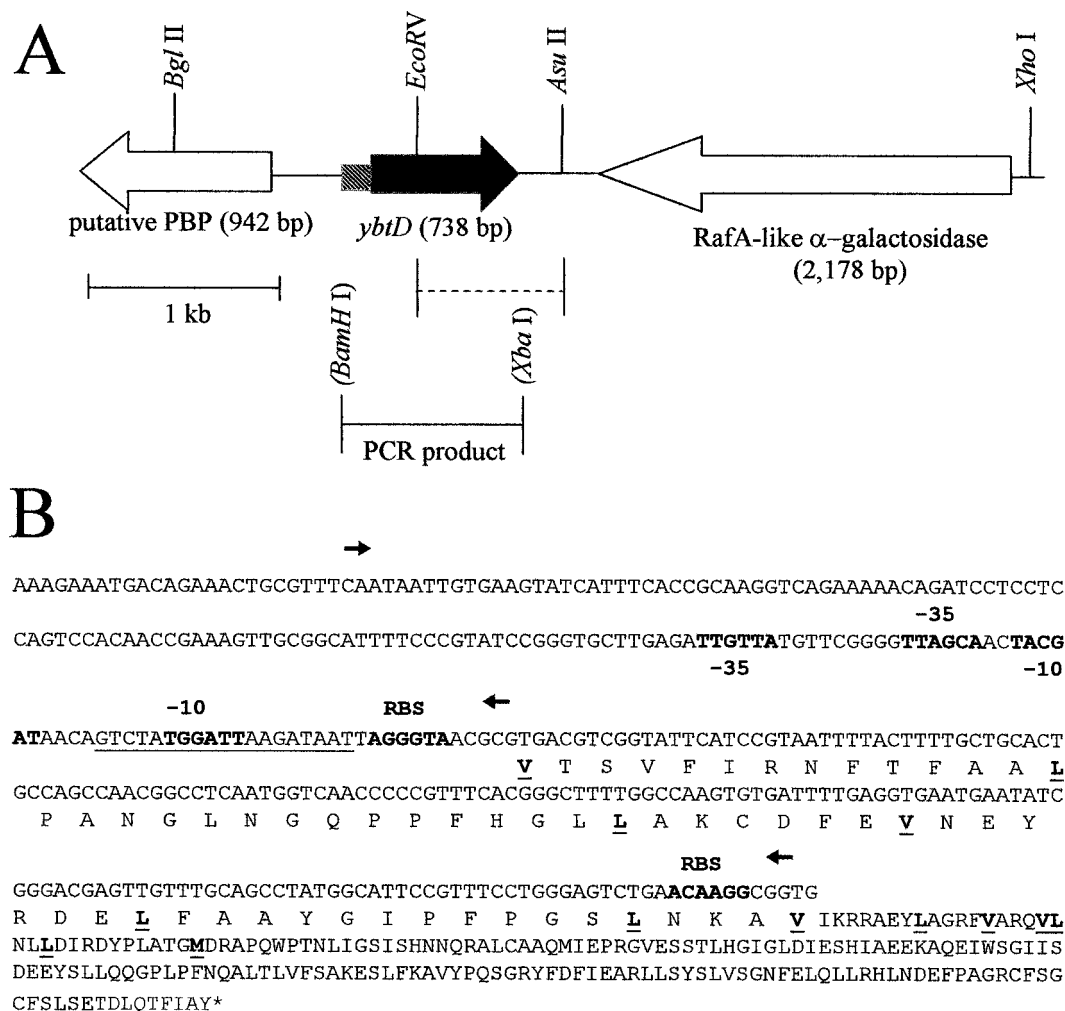 A
Bgl II
EcoRV
Asu II
Xho I
putative PBP (942 bp)
ybtD (738 bp)
RafA-like α−galactosidase
(2,178 bp)
1 kb
(BamH I)
(Xba I)
PCR product
B
AAAGAAATGACAGAAACTGCGTTTCAATAATTGTGAAGTATCATTTCACCGCAAGGTCAGAAAAACAGATCCTCCTC
−35
CAGTCCACAACCGAAAGTTGCGGCATTTTTCCCGTATCCGGGTGCTTGAGATTGTTATGTTCGGGGTTAGCAACTACG
−35 −10
−10 RBS
ATAACAGTCTATGGATTAAGATAATTAGGGTAACGCGTGACGTCGGTATTCATCCGTAATTTTACTTTTGCTGCACT
V T S V F I R N F T F A A L
GCCAGCCAACGGCCTCAATGGTCAACCCCCGTTTCACGGGCTTTTGGCCAAGTGTGATTTTGAGGTGAATGAATATC
P A N G L N G Q P P F H G L L A K C D F E V N E Y
RBS
GGGACGAGTTGTTTGCAGCCTATGGCATTCCGTTTCCTGGGAGTCTGAACAAGGCGGTG
R D E L F A A Y G I P F P G S L N K A V IKRRAEYLAGRFVARQVL
NLLDIRDYPLATGMDRAPQWPTNLIGSISHNNQRALCAAQMIEPRGVESSTLHGIGLDIESHIAEEKAQEIWSGIIS
DEEYSLLQQGPLPFNQALTLVFSAKESLFKAVYPQSGRYFDFIEARLLSYSLVSGNFELQLLRHLNDEFPAGRCFSG
CFSLSETDLQTFIAY*